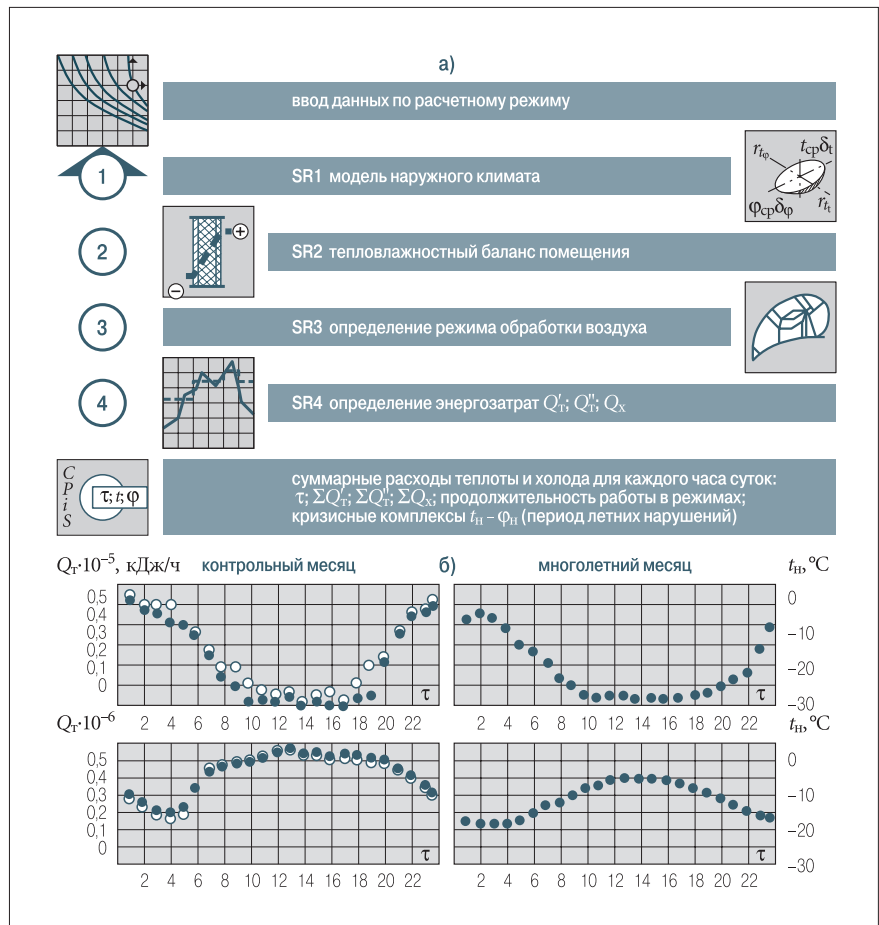 а)
ввод данных по расчетному режиму
1
SR1 модель наружного климата
r_tφ t_ср δ_t
φ_ср δ_φ r_tt
2
+
−
SR2 тепловлажностный баланс помещения
3
SR3 определение режима обработки воздуха
4
SR4 определение энергозатрат Q'_т; Q''_т; Q_х
C
P
i
S
τ; t; φ
суммарные расходы теплоты и холода для каждого часа суток:
τ; ΣQ'_т; ΣQ''_т; ΣQ_х; продолжительность работы в режимах;
кризисные комплексы t_н – φ_н (период летних нарушений)
Q_т·10⁻⁵, кДж/ч контрольный месяц б) многолетний месяц t_н, °С
0,5 0
0,4
0,3 –10
0,2
0,1 –20
0
τ τ –30
2 4 6 8 10 12 14 16 18 20 22 2 4 6 8 10 12 14 16 18 20 22
Q_т·10⁻⁶ t_н, °С
0,5 0
0,4
0,3 –10
0,2
0,1 –20
0
τ τ –30
2 4 6 8 10 12 14 16 18 20 22 2 4 6 8 10 12 14 16 18 20 22